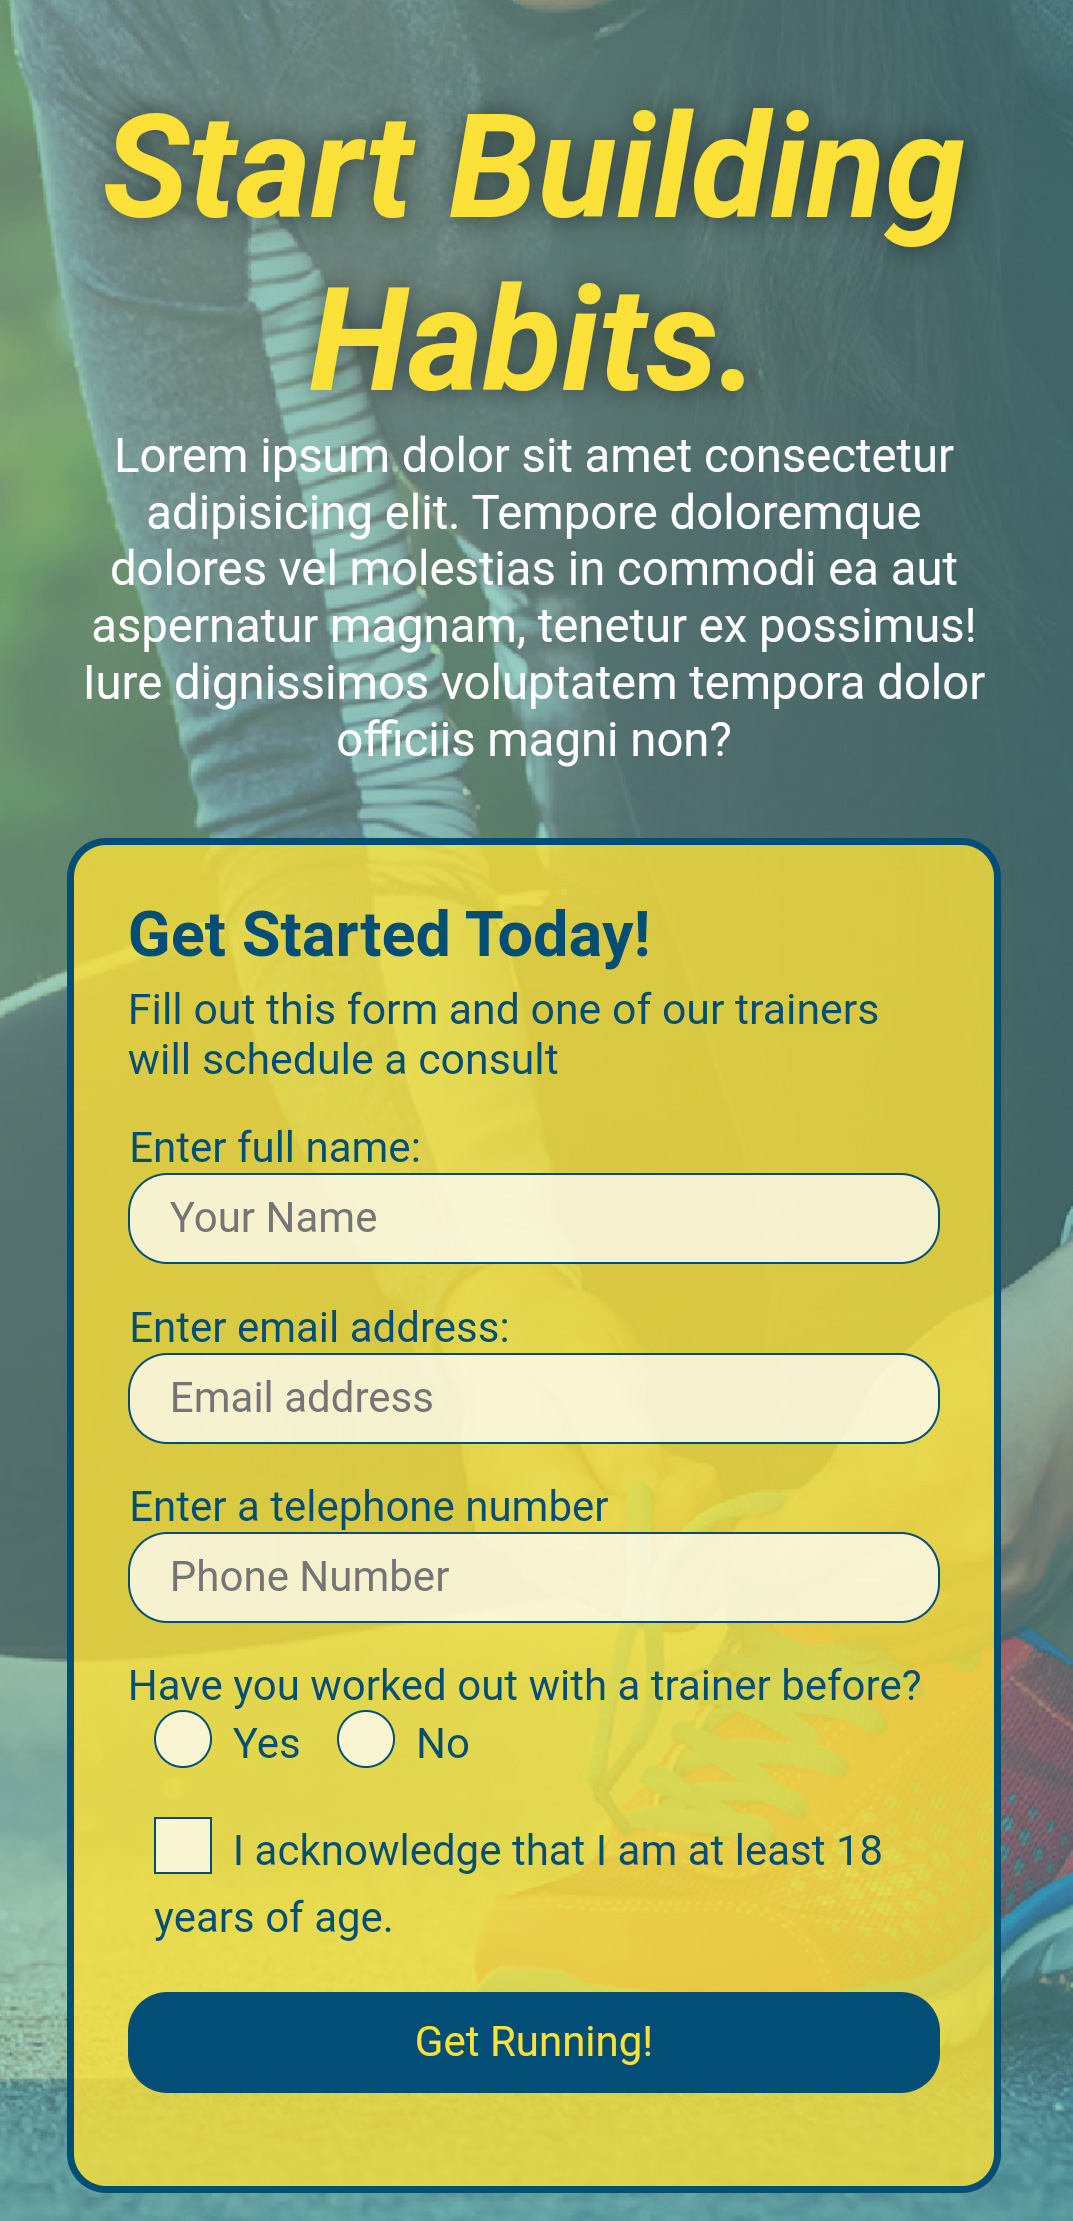 Start Building
Habits.
Lorem ipsum dolor sit amet consectetur
adipisicing elit. Tempore doloremque
dolores vel molestias in commodi ea aut
aspernatur magnam, tenetur ex possimus!
Iure dignissimos voluptatem tempora dolor
officiis magni non?
Get Started Today!
Fill out this form and one of our trainers
will schedule a consult
Enter full name:
Your Name
Enter email address:
Email address
Enter a telephone number
Phone Number
Have you worked out with a trainer before?
Yes No
I acknowledge that I am at least 18
years of age.
Get Running!